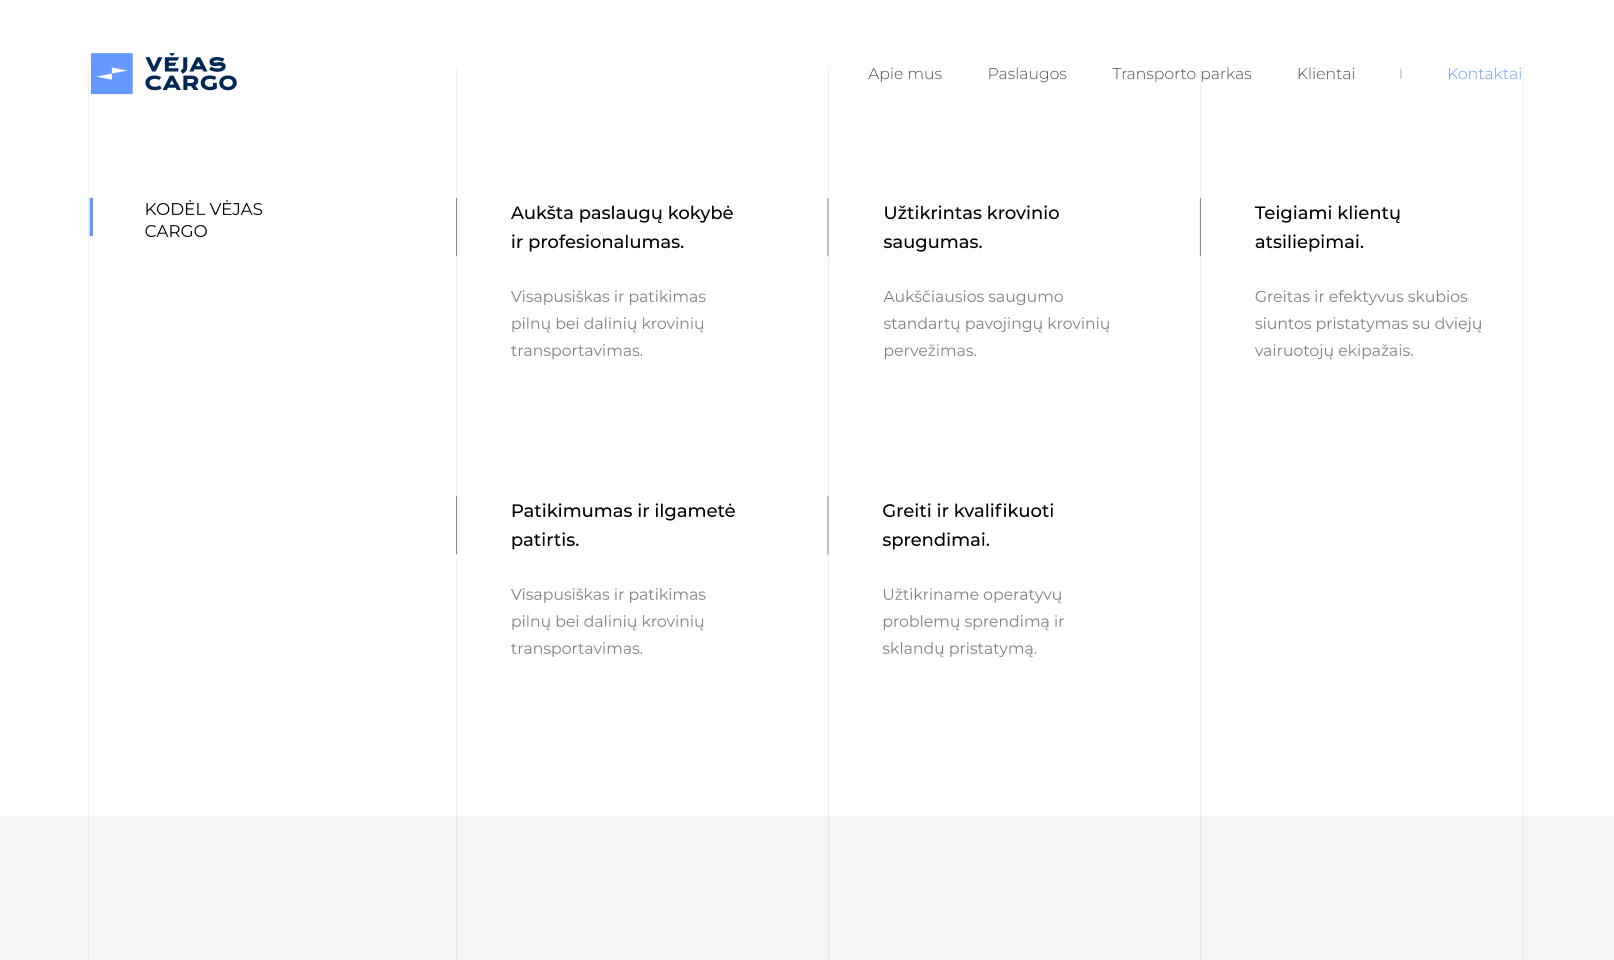 VĖJAS
CARGO
Apie mus
Paslaugos
Transporto parkas
Klientai
|
Kontaktai
KODĖL VĖJAS
CARGO
Aukšta paslaugų kokybė
ir profesionalumas.
Visapusiškas ir patikimas
pilnų bei dalinių krovinių
transportavimas.
Užtikrintas krovinio
saugumas.
Aukščiausios saugumo
standartų pavojingų krovinių
pervežimas.
Teigiami klientų
atsiliepimai.
Greitas ir efektyvus skubios
siuntos pristatymas su dviejų
vairuotojų ekipažais.
Patikimumas ir ilgametė
patirtis.
Visapusiškas ir patikimas
pilnų bei dalinių krovinių
transportavimas.
Greiti ir kvalifikuoti
sprendimai.
Užtikriname operatyvų
problemų sprendimą ir
sklandų pristatymą.